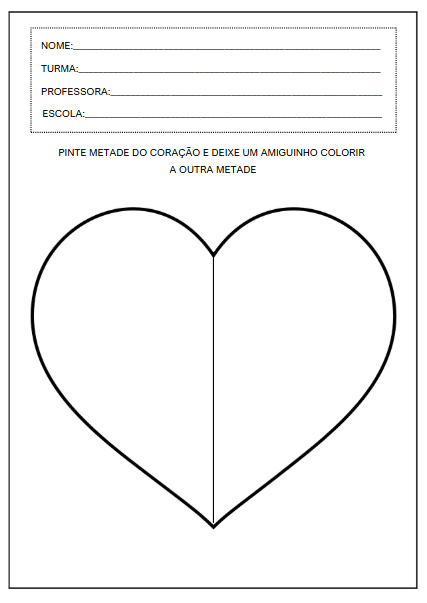 NOME:
TURMA:
PROFESSORA:
ESCOLA:
PINTE METADE DO CORAÇÃO E DEIXE UM AMIGUINHO COLORIR
A OUTRA METADE